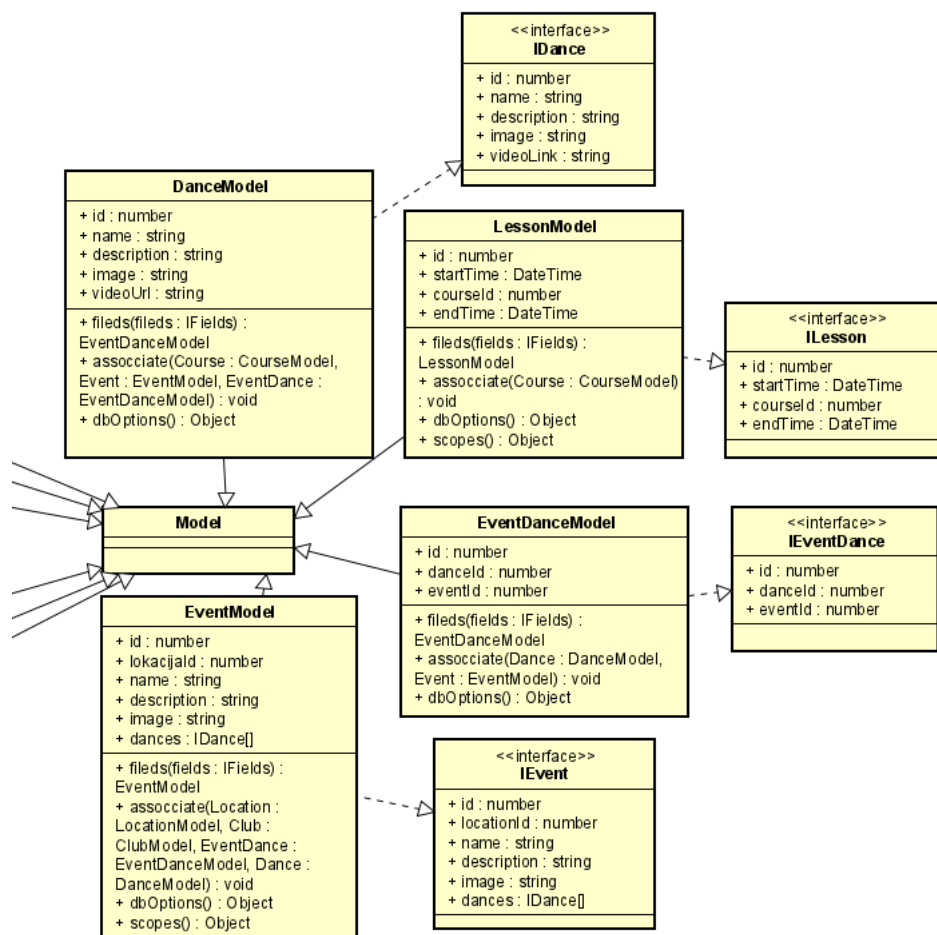 <<interface>>
IDance
+ id : number
+ name : string
+ description : string
+ image : string
+ videoLink : string
DanceModel
+ id : number
+ name : string
+ description : string
+ image : string
+ videoUrl : string
+ fileds(fileds : IFields) :
EventDanceModel
+ assocciate(Course : CourseModel,
Event : EventModel, EventDance :
EventDanceModel) : void
+ dbOptions() : Object
LessonModel
+ id : number
+ startTime : DateTime
+ courseId : number
+ endTime : DateTime
+ fileds(fields : IFields) :
LessonModel
+ assocciate(Course : CourseModel)
: void
+ dbOptions() : Object
+ scopes() : Object
<<interface>>
ILesson
+ id : number
+ startTime : DateTime
+ courseId : number
+ endTime : DateTime
Model
EventDanceModel
+ id : number
+ danceId : number
+ eventId : number
+ fileds(fields : IFields) :
EventDanceModel
+ assocciate(Dance : DanceModel,
Event : EventModel) : void
+ dbOptions() : Object
<<interface>>
IEventDance
+ id : number
+ danceId : number
+ eventId : number
EventModel
+ id : number
+ lokacijaId : number
+ name : string
+ description : string
+ image : string
+ dances : IDance[]
+ fileds(fields : IFields) :
EventModel
+ assocciate(Location :
LocationModel, Club :
ClubModel, EventDance :
EventDanceModel, Dance :
DanceModel) : void
+ dbOptions() : Object
+ scopes() : Object
<<interface>>
IEvent
+ id : number
+ locationId : number
+ name : string
+ description : string
+ image : string
+ dances : IDance[]